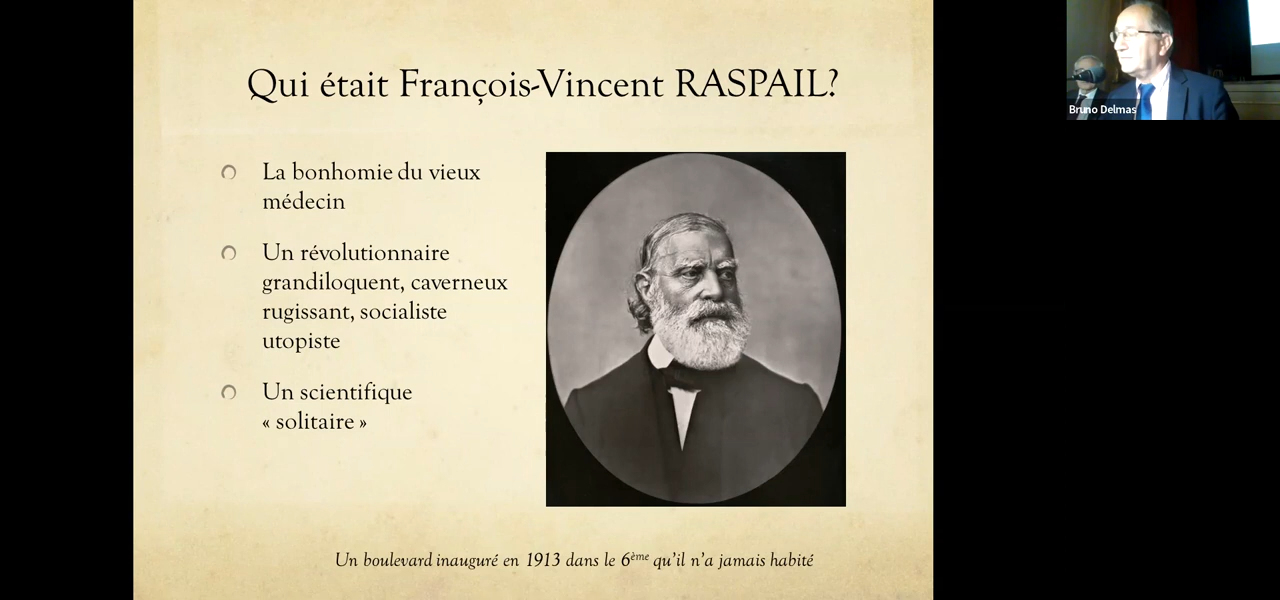 Qui était François-Vincent RASPAIL?
La bonhomie du vieux
médecin
Un révolutionnaire
grandiloquent, caverneux
rugissant, socialiste
utopiste
Un scientifique
« solitaire »
Un boulevard inauguré en 1913 dans le 6ème qu'il n'a jamais habité
Bruno Delmas